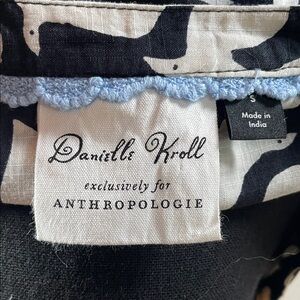 Danielle Kroll
exclusively for
ANTHROPOLOGIE
S
Made in
India